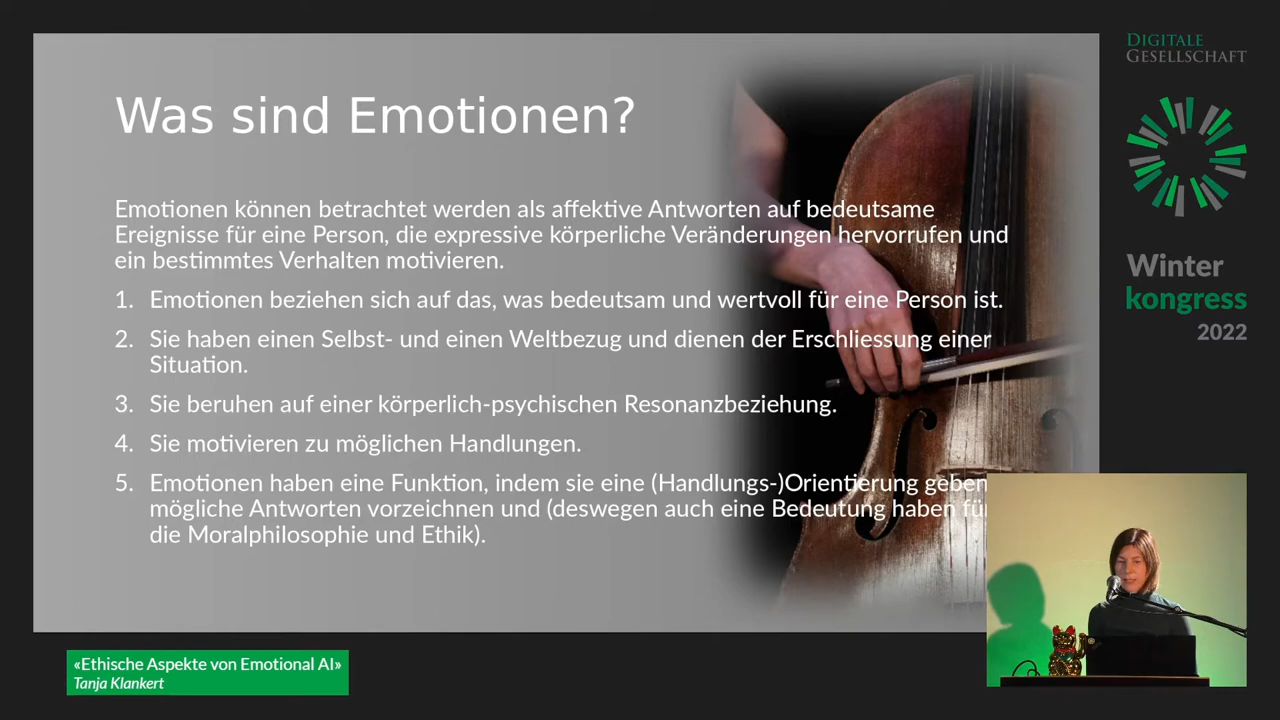 Was sind Emotionen?
Emotionen können betrachtet werden als affektive Antworten auf bedeutsame
Ereignisse für eine Person, die expressive körperliche Veränderungen hervorrufen und
ein bestimmtes Verhalten motivieren.
1. Emotionen beziehen sich auf das, was bedeutsam und wertvoll für eine Person ist.
2. Sie haben einen Selbst- und einen Weltbezug und dienen der Erschliessung einer
Situation.
3. Sie beruhen auf einer körperlich-psychischen Resonanzbeziehung.
4. Sie motivieren zu möglichen Handlungen.
5. Emotionen haben eine Funktion, indem sie eine (Handlungs-)Orientierung geben
mögliche Antworten vorzeichnen und (deswegen auch eine Bedeutung haben für
die Moralphilosophie und Ethik).
DIGITALE
GESELLSCHAFT
Winter
kongress
2022
«Ethische Aspekte von Emotional AI»
Tanja Klankert